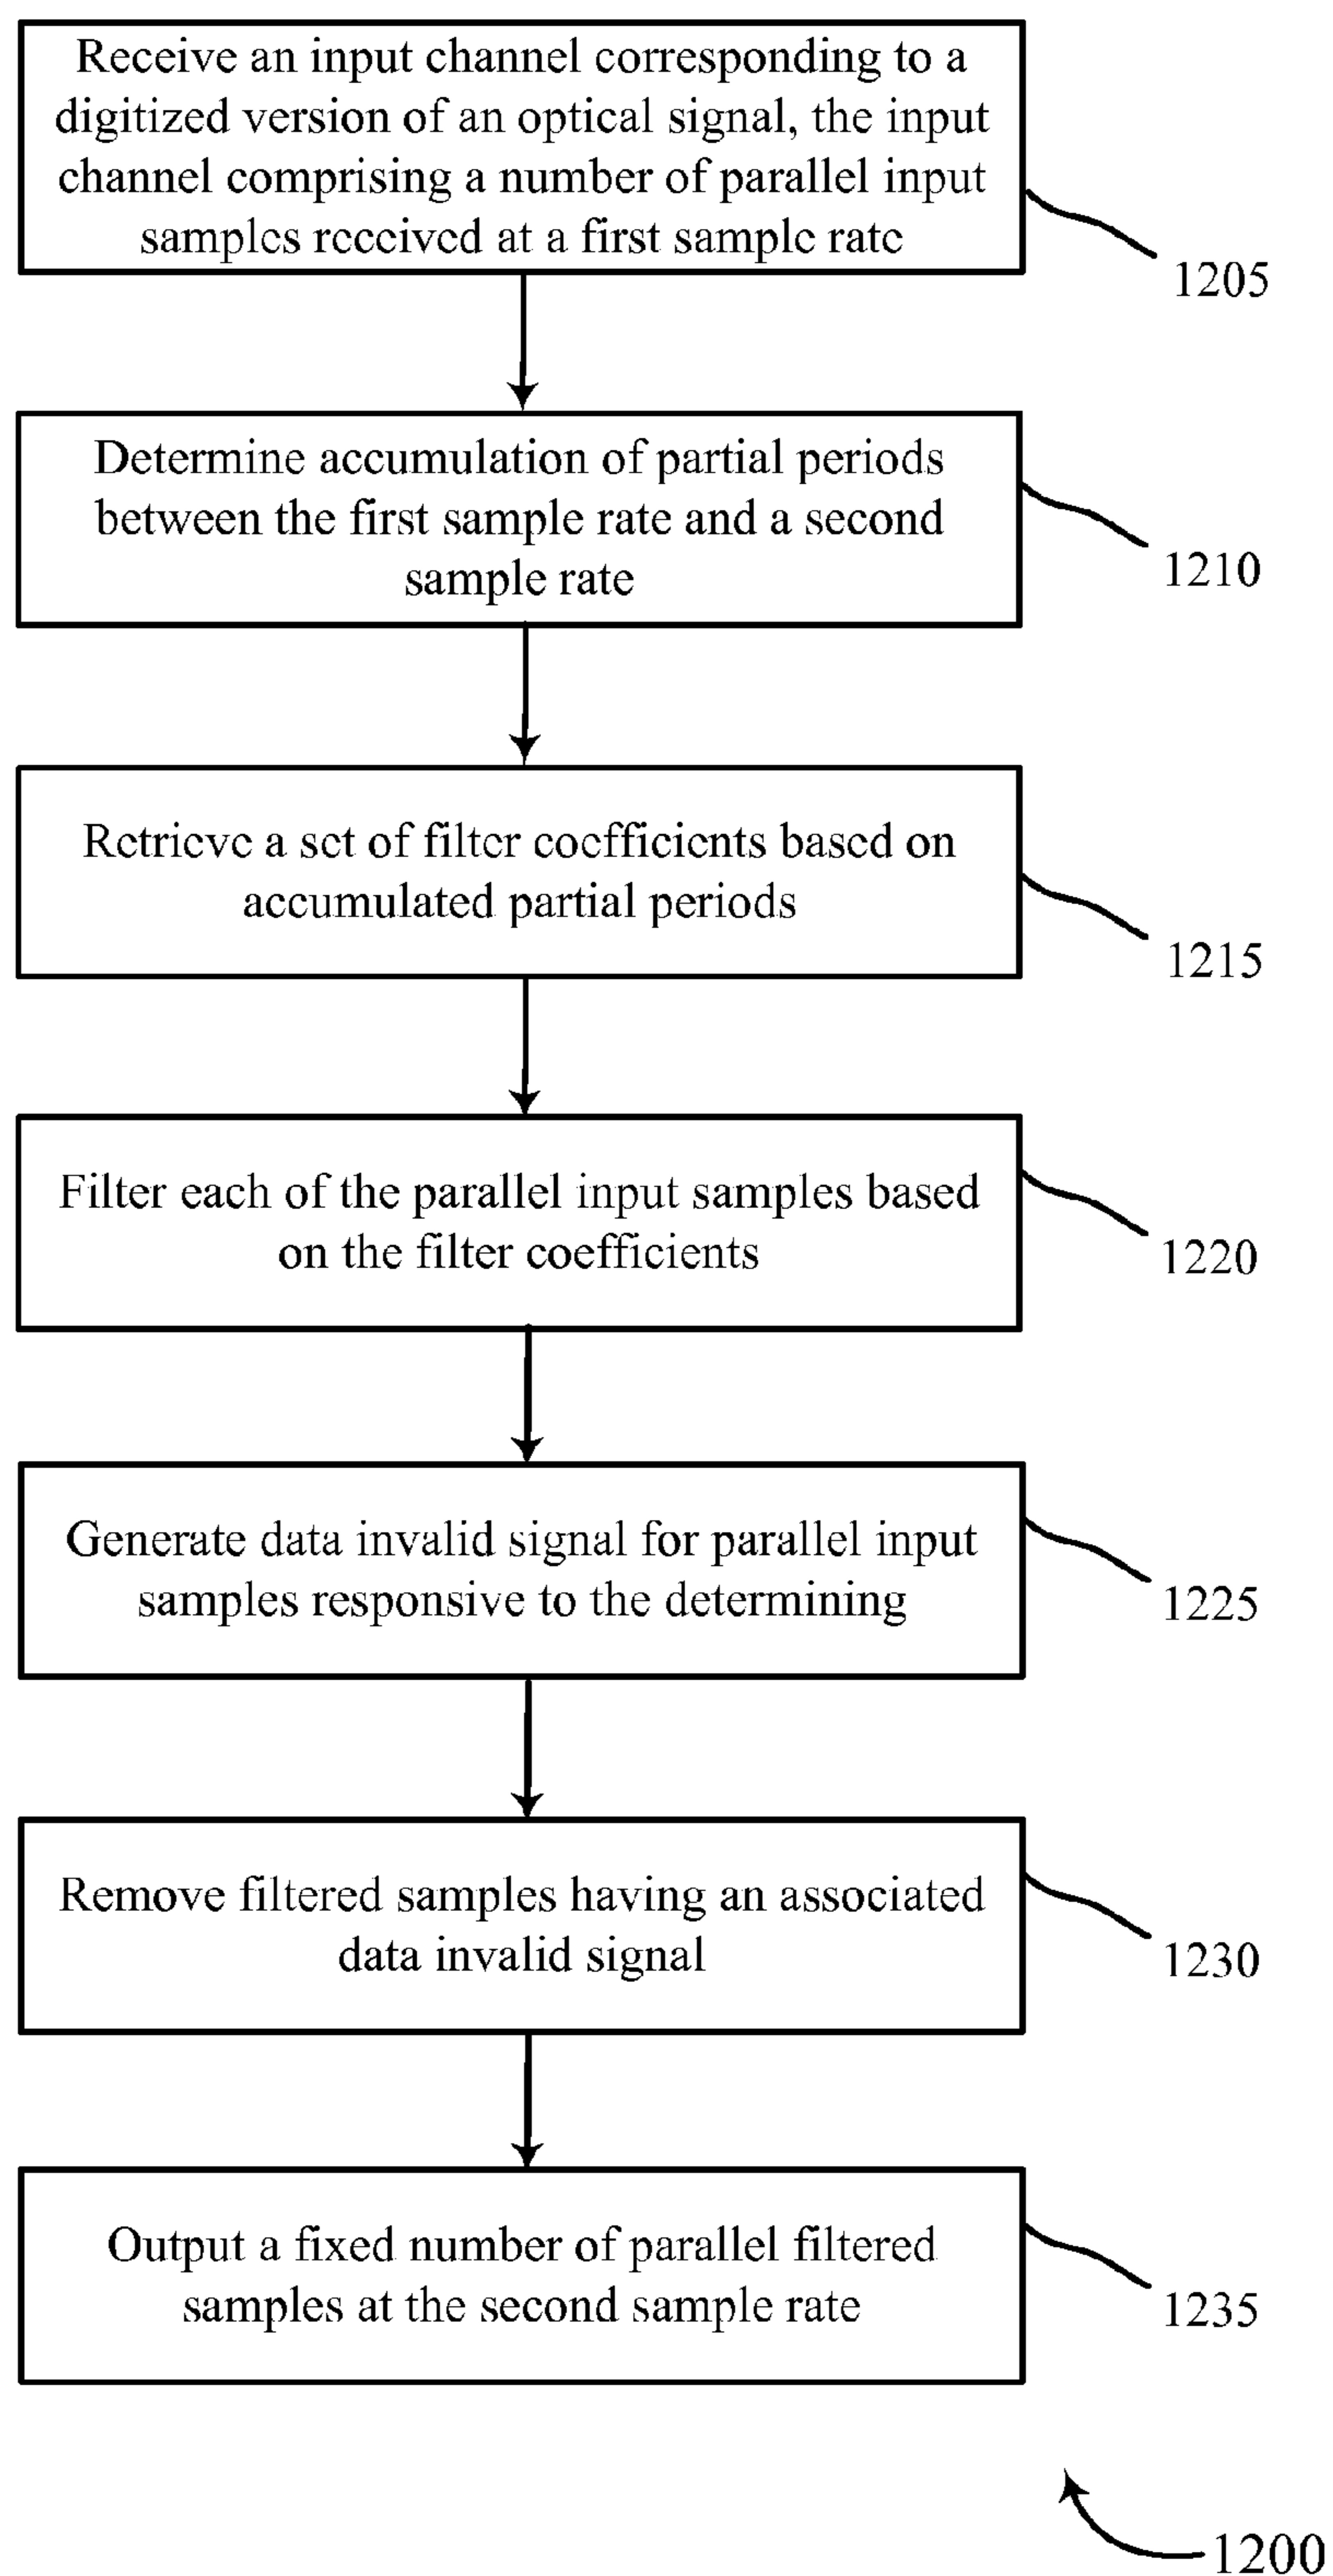 Receive an input channel corresponding to a
digitized version of an optical signal, the input
channel comprising a number of parallel input
samples received at a first sample rate
1205
Determine accumulation of partial periods
between the first sample rate and a second
sample rate
1210
Retrieve a set of filter coefficients based on
accumulated partial periods
1215
Filter each of the parallel input samples based
on the filter coefficients
1220
Generate data invalid signal for parallel input
samples responsive to the determining
1225
Remove filtered samples having an associated
data invalid signal
1230
Output a fixed number of parallel filtered
samples at the second sample rate
1235
1200